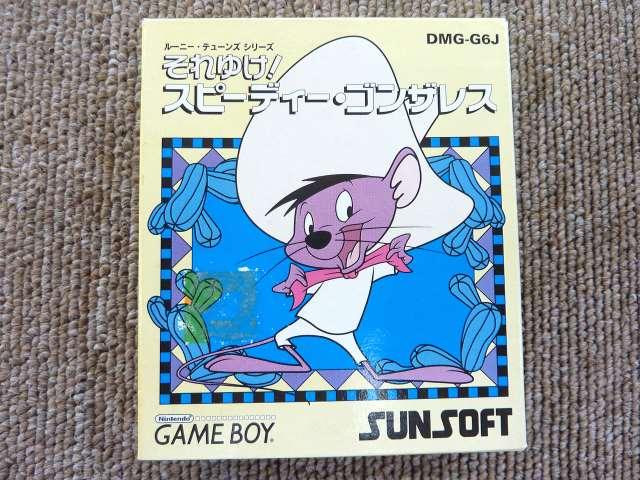 DMG-G6J
ルーニー・テューンズ シリーズ
それゆけ!
スピーディー・ゴンザレス
Nintendo
GAME BOY
SUNSOFT